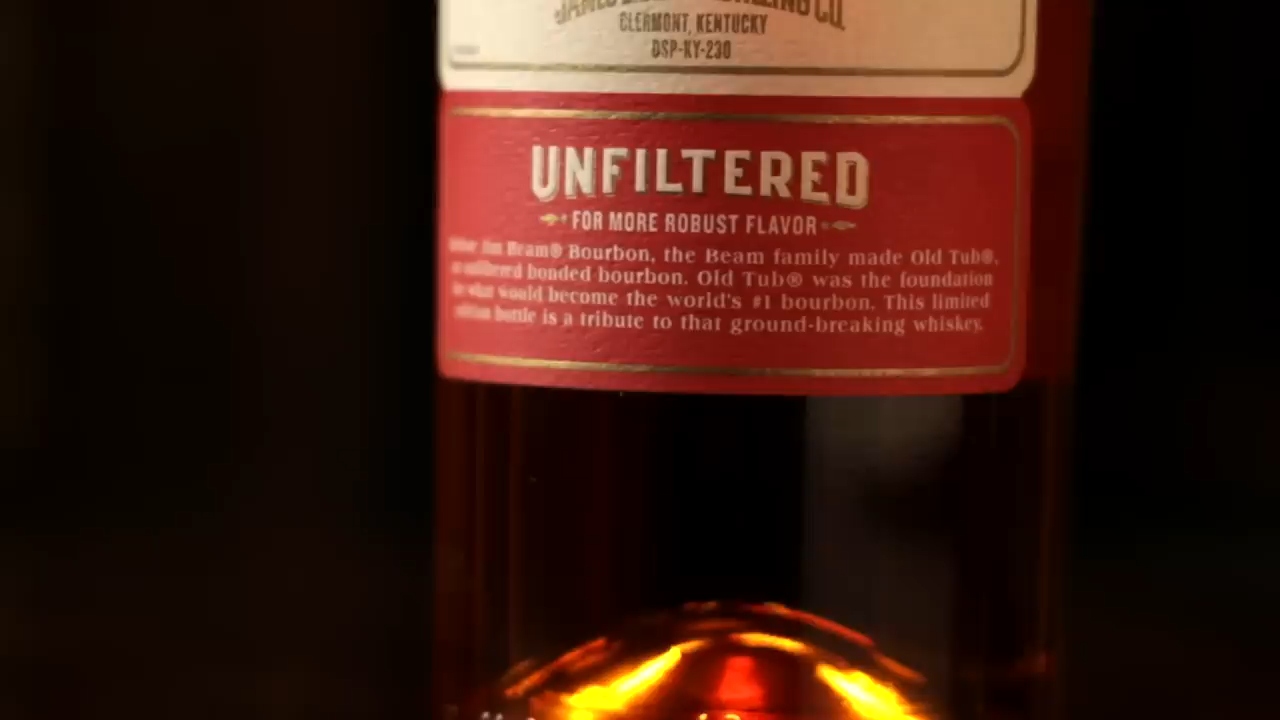 CLERMONT, KENTUCKY
DSP-KY-230
UNFILTERED
FOR MORE ROBUST FLAVOR
Beam® Bourbon, the Beam family made Old Tub®,
bonded bourbon. Old Tub® was the foundation
would become the world's #1 bourbon. This limited
bottle is a tribute to that ground-breaking whiskey.